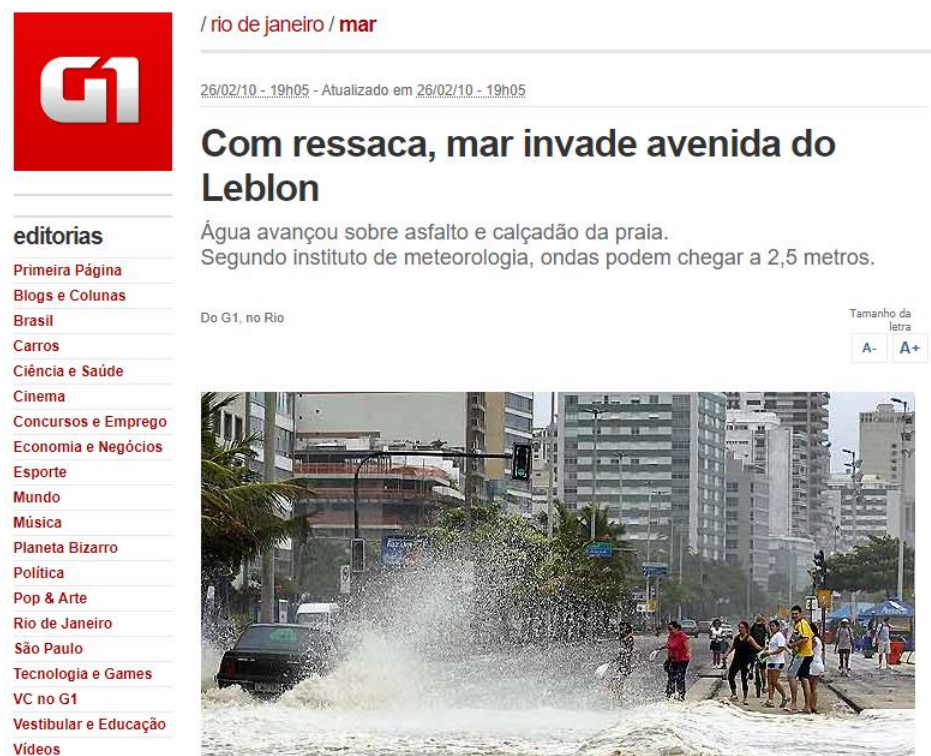 G1
/ rio de janeiro / mar
26/02/10 - 19h05 - Atualizado em 26/02/10 - 19h05
Com ressaca, mar invade avenida do
Leblon
Água avançou sobre asfalto e calçadão da praia.
Segundo instituto de meteorologia, ondas podem chegar a 2,5 metros.
Do G1, no Rio
Tamanho da
letra
A- A+
editorias
Primeira Página
Blogs e Colunas
Brasil
Carros
Ciência e Saúde
Cinema
Concursos e Emprego
Economia e Negócios
Esporte
Mundo
Música
Planeta Bizarro
Política
Pop & Arte
Rio de Janeiro
São Paulo
Tecnologia e Games
VC no G1
Vestibular e Educação
Vídeos